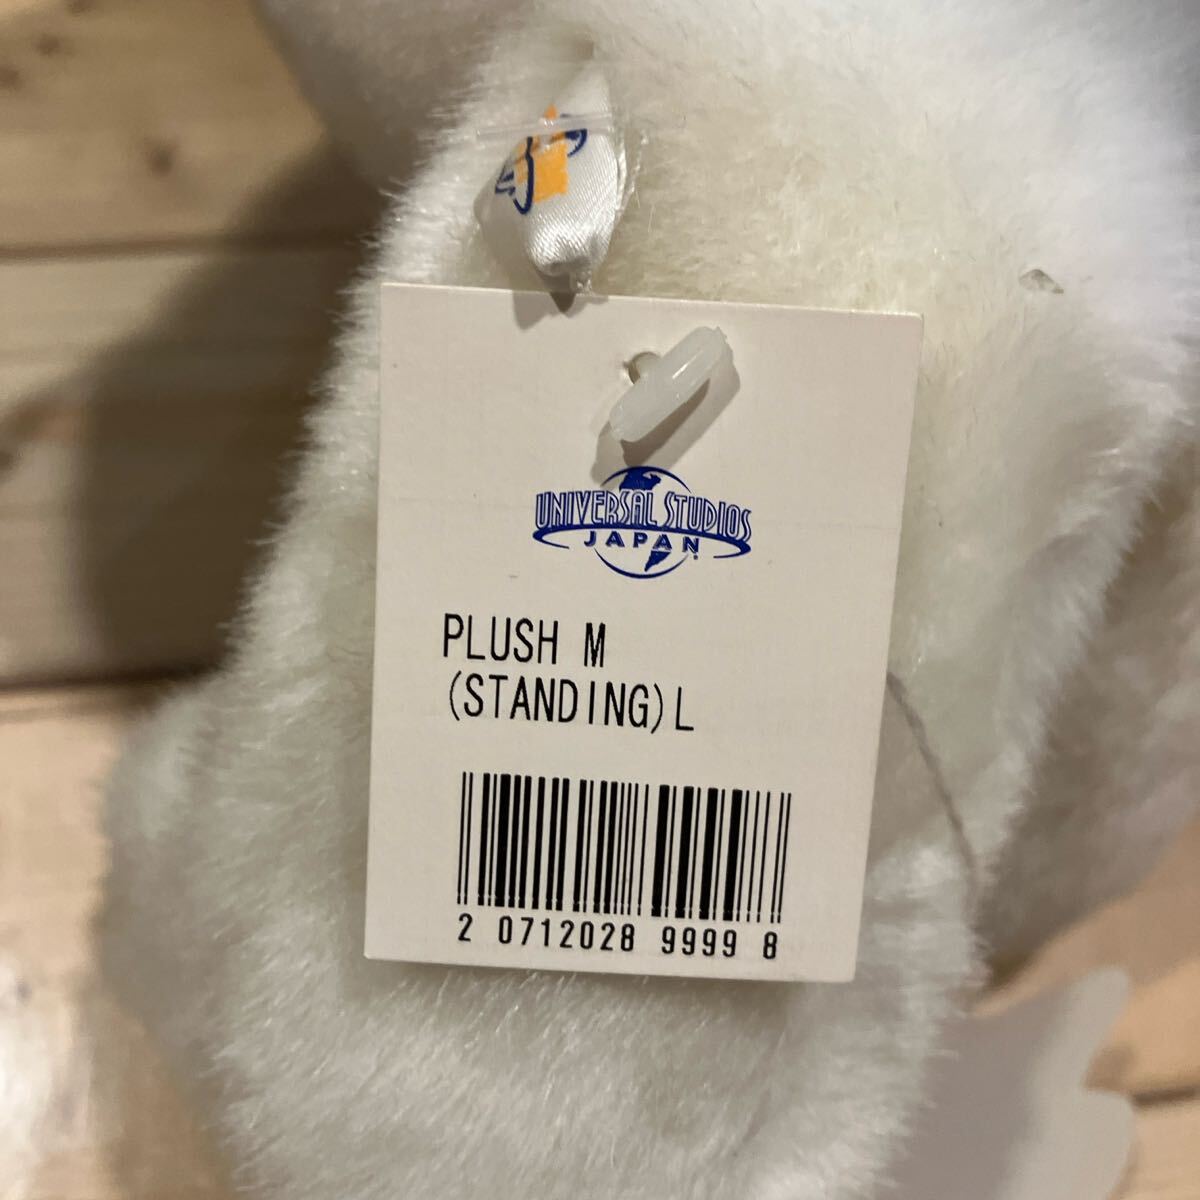 UNIVERSAL STUDIOS
JAPAN
PLUSH M
(STANDING)L
2 0712028 9999 8